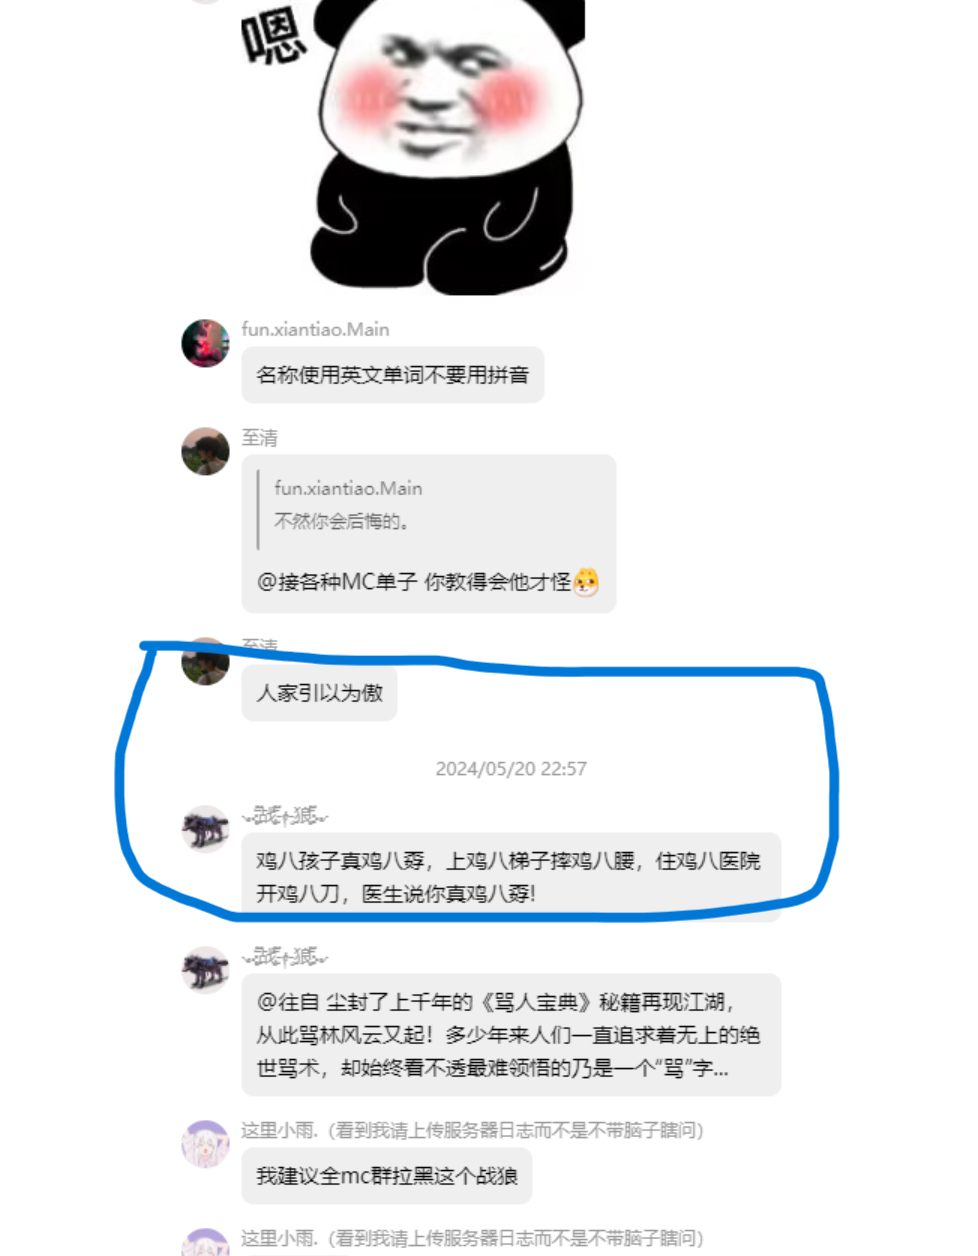 嗯
fun.xiantiao.Main
名称使用英文单词不要用拼音
至清
fun.xiantiao.Main
不然你会后悔的。
@接各种MC单子 你教得会他才怪
至清
人家引以为傲
2024/05/20 22:57
战狼
鸡八孩子真鸡八孬，上鸡八梯子摔鸡八腰，住鸡八医院
开鸡八刀，医生说你真鸡八孬!
战狼
@往自 尘封了上千年的《骂人宝典》秘籍再现江湖，
从此骂林风云又起！多少年来人们一直追求着无上的绝
世骂术，却始终看不透最难领悟的乃是一个“骂”字...
这里小雨.（看到我请上传服务器日志而不是不带脑子瞎问）
我建议全mc群拉黑这个战狼
这里小雨.（看到我请上传服务器日志而不是不带脑子瞎问）